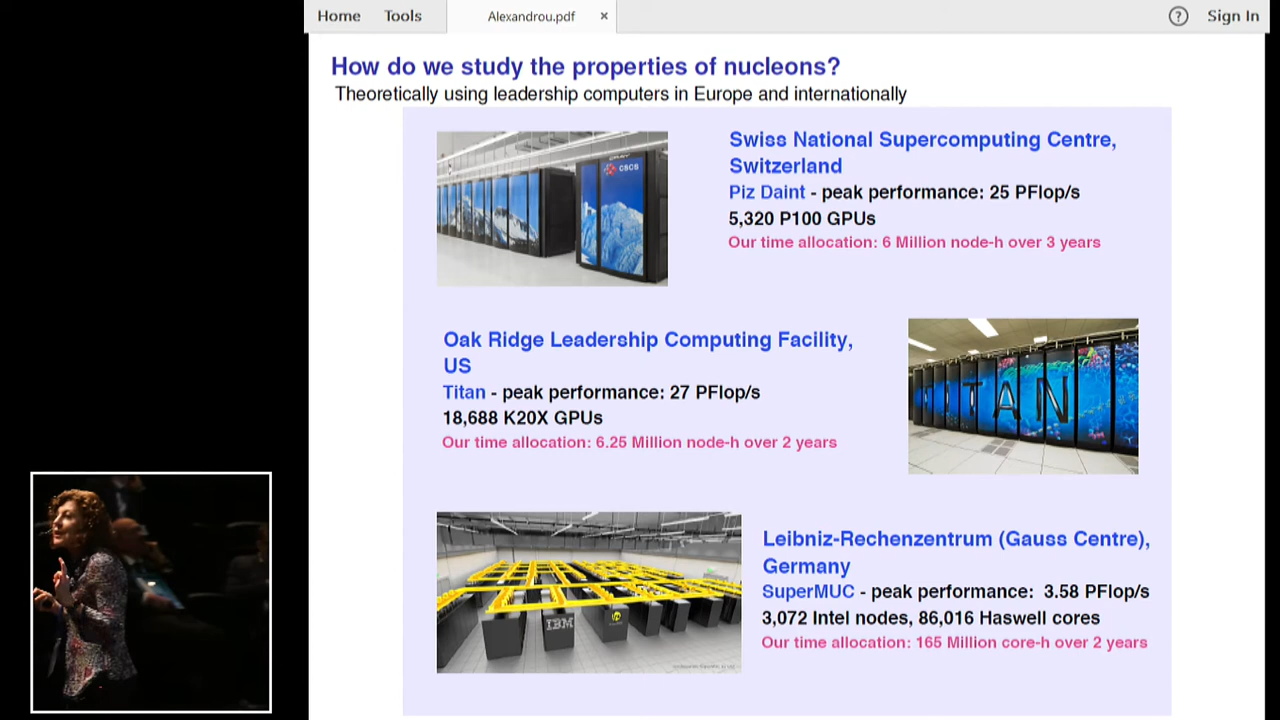 Home Tools Alexandrou.pdf × ? Sign In
How do we study the properties of nucleons?
Theoretically using leadership computers in Europe and internationally
CRAY
CSCS
Swiss National Supercomputing Centre,
Switzerland
Piz Daint - peak performance: 25 PFlop/s
5,320 P100 GPUs
Our time allocation: 6 Million node-h over 3 years
Oak Ridge Leadership Computing Facility,
US
Titan - peak performance: 27 PFlop/s
18,688 K20X GPUs
Our time allocation: 6.25 Million node-h over 2 years
TITAN
IBM
Leibniz-Rechenzentrum (Gauss Centre),
Germany
SuperMUC - peak performance: 3.58 PFlop/s
3,072 Intel nodes, 86,016 Haswell cores
Our time allocation: 165 Million core-h over 2 years